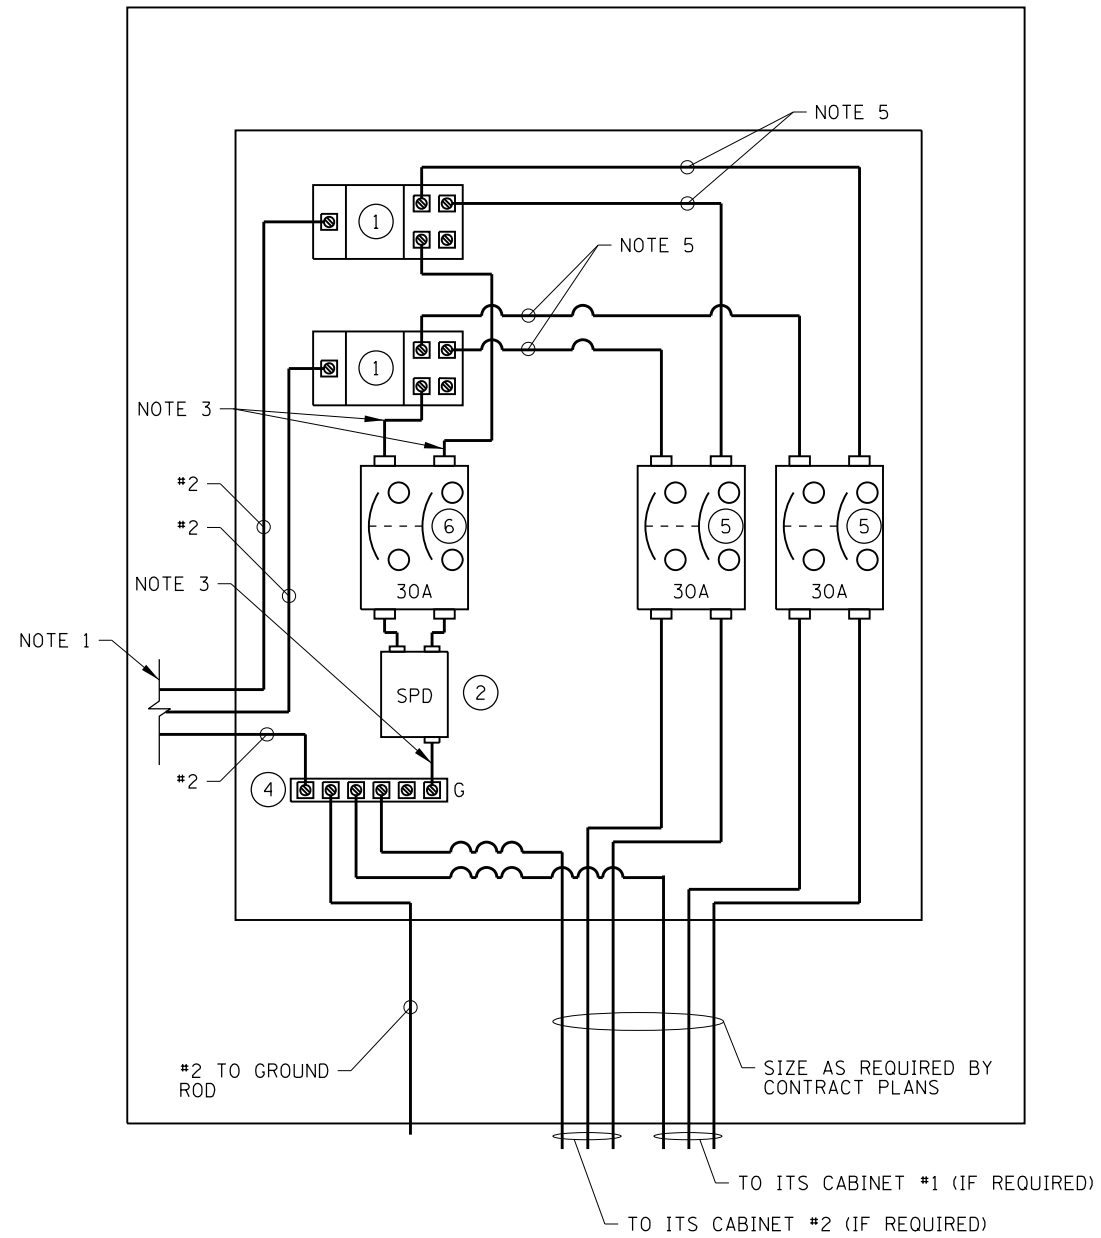 NOTE 5
1
NOTE 5
1
NOTE 3
#2
6
5
5
#2
NOTE 3
30A
30A
30A
NOTE 1
SPD
2
#2
4
G
#2 TO GROUND
ROD
SIZE AS REQUIRED BY
CONTRACT PLANS
TO ITS CABINET #1 (IF REQUIRED)
TO ITS CABINET #2 (IF REQUIRED)